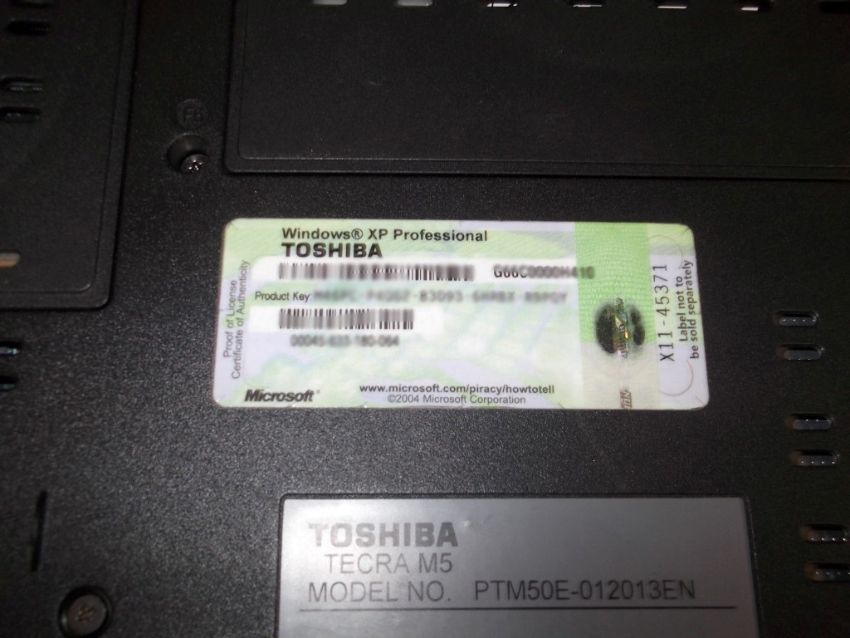 F6
Windows® XP Professional
TOSHIBA
Product Key
Microsoft®
www.microsoft.com/piracy/howtotell
©2004 Microsoft Corporation
Proof of License
Certificate of Authenticity
X11-45371
Label not to
be sold separately
TOSHIBA
TECRA M5
MODEL NO. PTM50E-012013EN